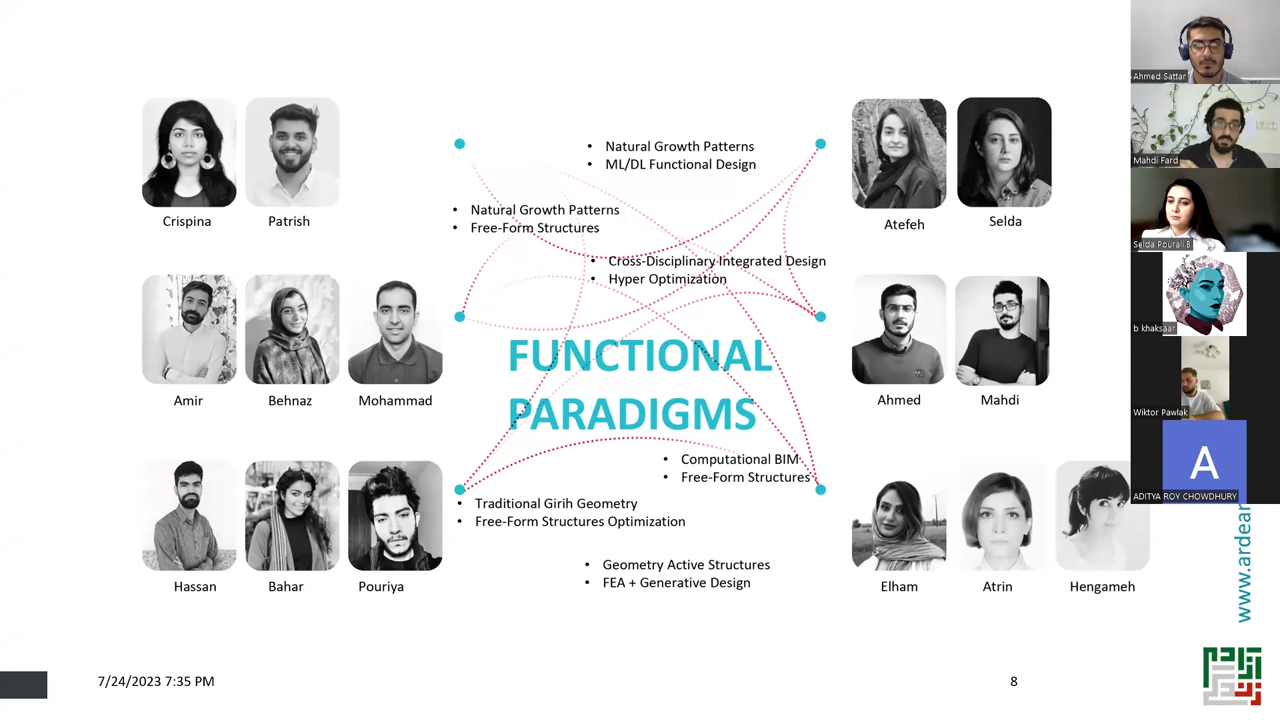 Crispina
Patrish
Amir
Behnaz
Mohammad
Hassan
Bahar
Pouriya
• Natural Growth Patterns
• ML/DL Functional Design
• Natural Growth Patterns
• Free-Form Structures
• Cross-Disciplinary Integrated Design
• Hyper Optimization
FUNCTIONAL
PARADIGMS
• Computational BIM
• Free-Form Structures
• Traditional Girih Geometry
• Free-Form Structures Optimization
• Geometry Active Structures
• FEA + Generative Design
Atefeh
Selda
Ahmed
Mahdi
Elham
Atrin
Hengameh
Ahmed Sattar
Mahdi Fard
Selda Pourali.B
b khaksaar
Wiktor Pawlak
A
ADITYA ROY CHOWDHURY
www.ardear
7/24/2023 7:35 PM
8